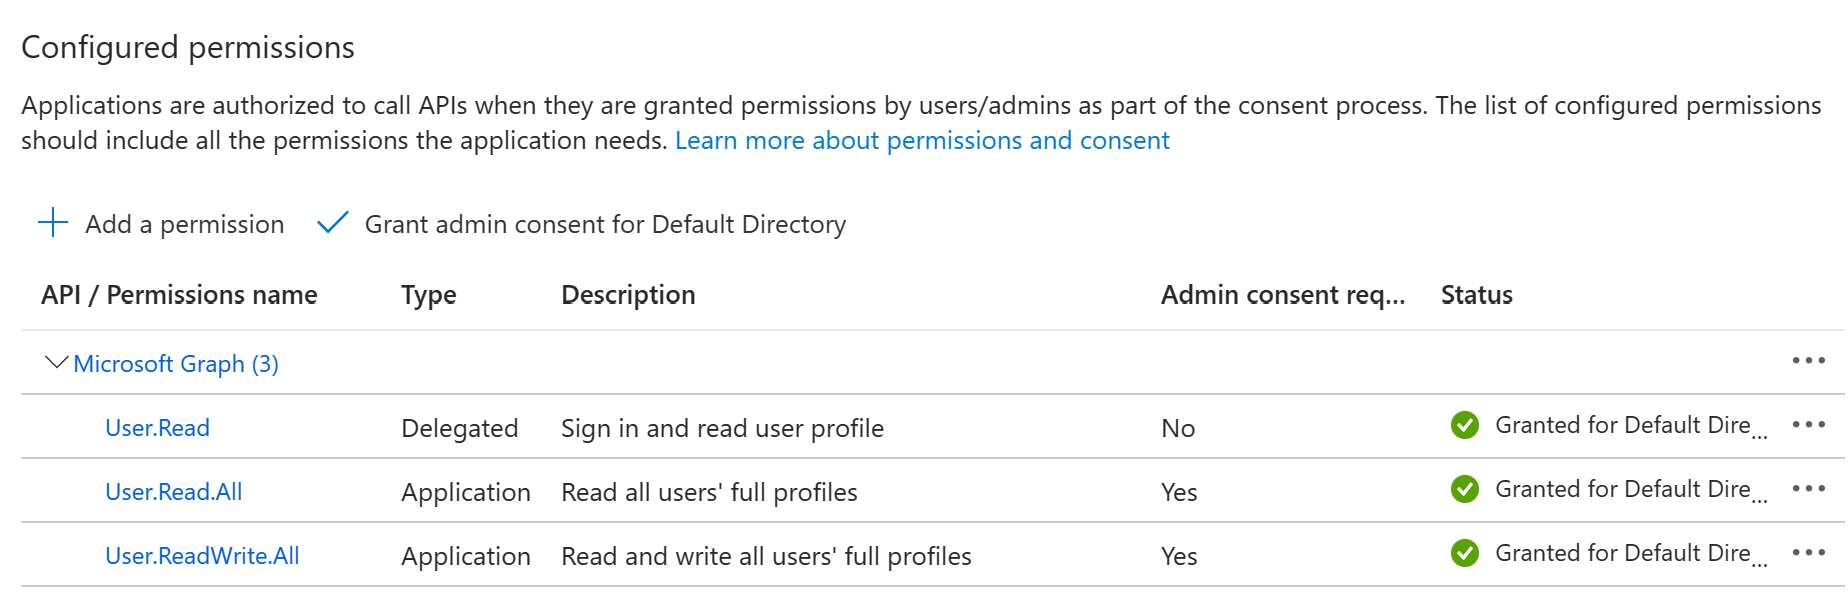 Configured permissions
Applications are authorized to call APIs when they are granted permissions by users/admins as part of the consent process. The list of configured permissions
should include all the permissions the application needs. Learn more about permissions and consent
Add a permission Grant admin consent for Default Directory
API / Permissions name Type Description Admin consent req... Status
Microsoft Graph (3)
User.Read Delegated Sign in and read user profile No Granted for Default Dire...
User.Read.All Application Read all users' full profiles Yes Granted for Default Dire...
User.ReadWrite.All Application Read and write all users' full profiles Yes Granted for Default Dire...